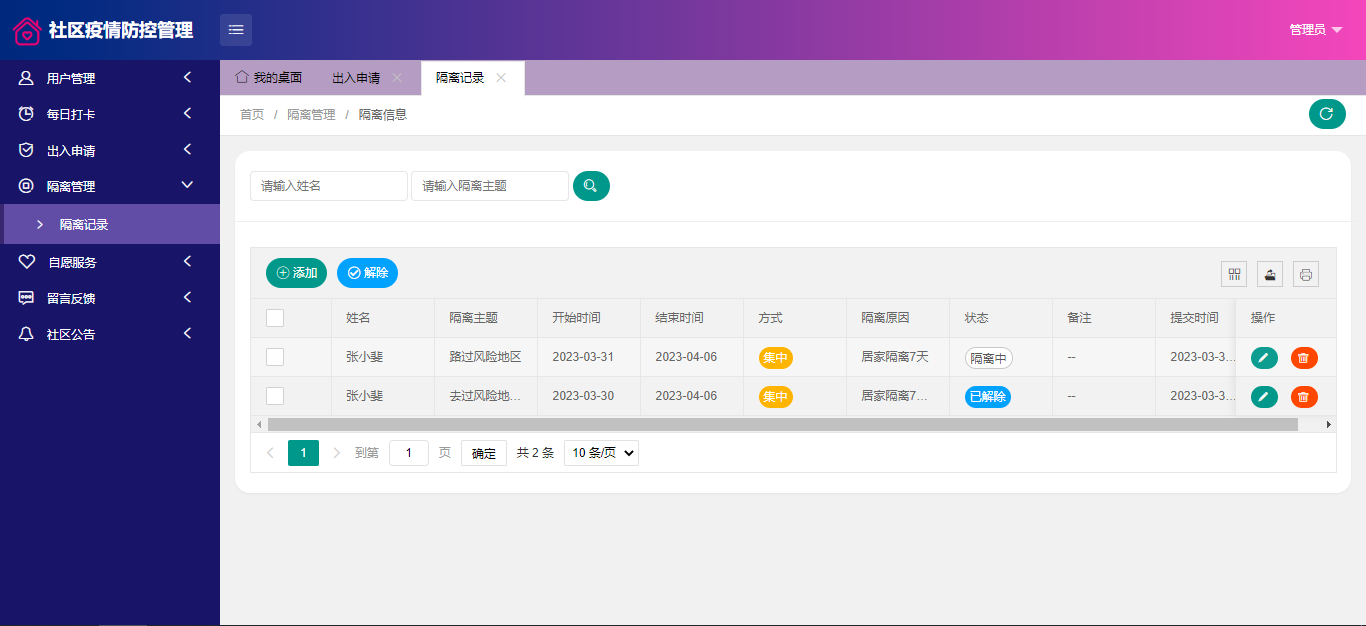 社区疫情防控管理
管理员
用户管理
每日打卡
出入申请
隔离管理
隔离记录
自愿服务
留言反馈
社区公告
我的桌面 出入申请 隔离记录
首页 / 隔离管理 / 隔离信息
请输入姓名 请输入隔离主题
添加 解除
姓名 隔离主题 开始时间 结束时间 方式 隔离原因 状态 备注 提交时间 操作
张小斐 路过风险地区 2023-03-31 2023-04-06 集中 居家隔离7天 隔离中 -- 2023-03-3...
张小斐 去过风险地... 2023-03-30 2023-04-06 集中 居家隔离7... 已解除 -- 2023-03-3...
1 到第 1 页 确定 共 2 条 10 条/页